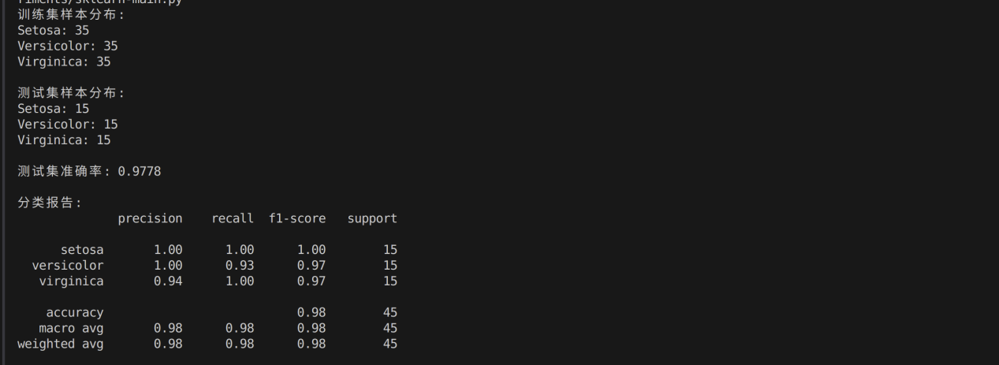 riments/sklearn-main.py
训练集样本分布:
Setosa: 35
Versicolor: 35
Virginica: 35
测试集样本分布:
Setosa: 15
Versicolor: 15
Virginica: 15
测试集准确率: 0.9778
分类报告:
precision recall f1-score support
setosa 1.00 1.00 1.00 15
versicolor 1.00 0.93 0.97 15
virginica 0.94 1.00 0.97 15
accuracy 0.98 45
macro avg 0.98 0.98 0.98 45
weighted avg 0.98 0.98 0.98 45